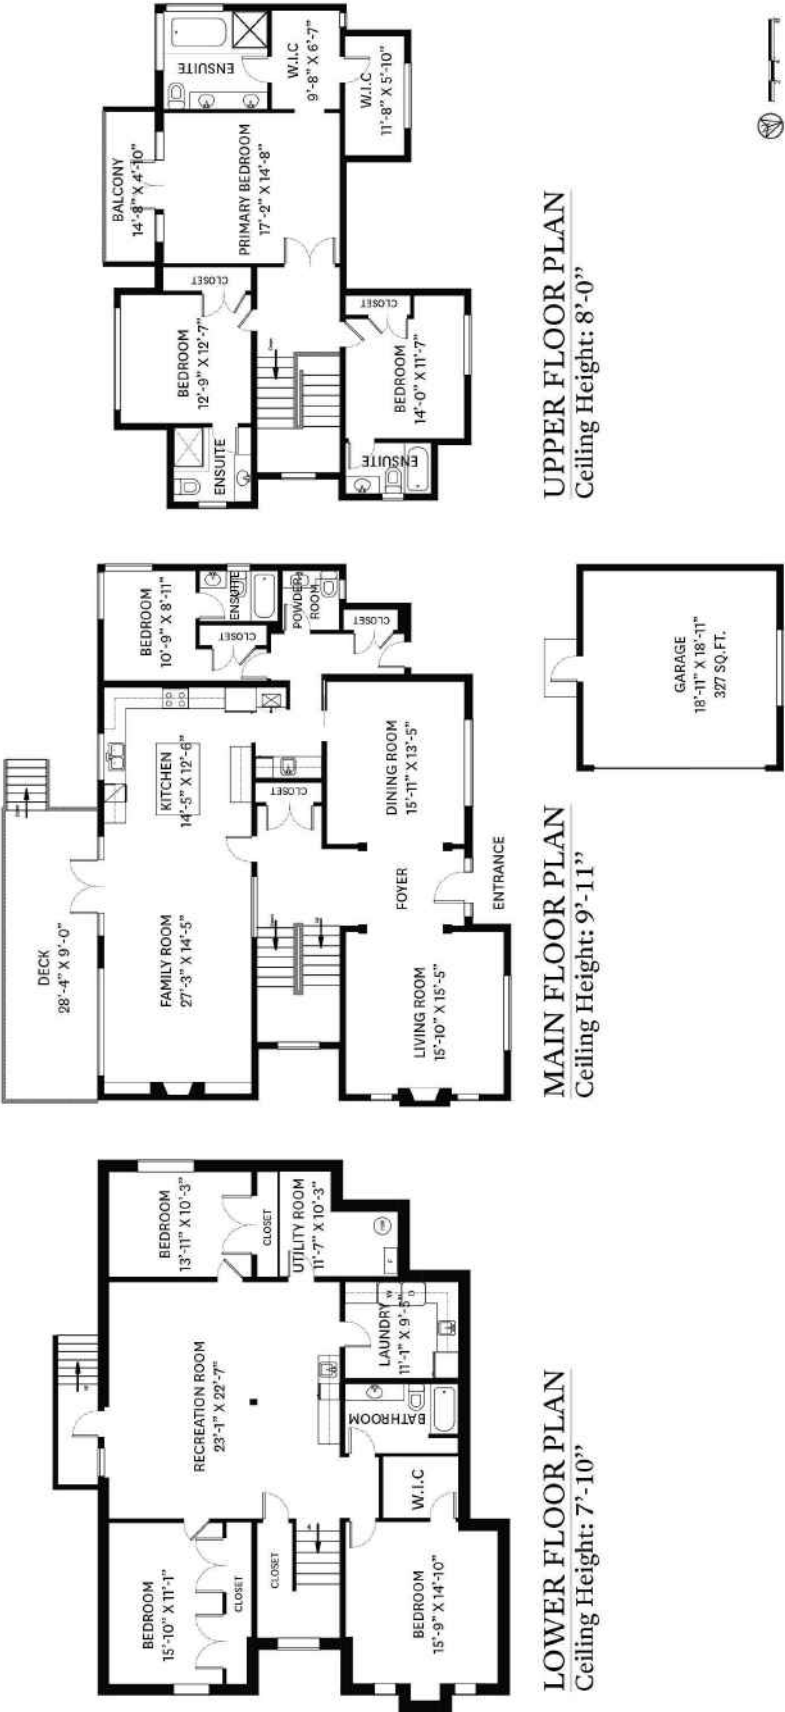 LOWER FLOOR PLAN
Ceiling Height: 7'-10"
BEDROOM
15'-10" X 11'-1"
CLOSET
RECREATION ROOM
23'-1" X 22'-7"
BEDROOM
13'-11" X 10'-3"
CLOSET
UTILITY ROOM
11'-7" X 10'-3"
CLOSET
LAUNDRY
11'-1" X 9'-5"
W
D
F
BATHROOM
W.I.C
BEDROOM
15'-9" X 14'-10"
MAIN FLOOR PLAN
Ceiling Height: 9'-11"
DECK
28'-4" X 9'-0"
FAMILY ROOM
27'-3" X 14'-5"
KITCHEN
14'-5" X 12'-6"
BEDROOM
10'-9" X 8'-11"
ENSUITE
CLOSET
POWDER
ROOM
CLOSET
CLOSET
LIVING ROOM
15'-10" X 15'-5"
FOYER
DINING ROOM
15'-11" X 13'-5"
ENTRANCE
GARAGE
18'-11" X 18'-11"
327 SQ.FT.
UPPER FLOOR PLAN
Ceiling Height: 8'-0"
BALCONY
14'-8" X 4'-10"
BEDROOM
12'-9" X 12'-7"
CLOSET
ENSUITE
PRIMARY BEDROOM
17'-2" X 14'-8"
ENSUITE
W.I.C
9'-8" X 6'-7"
W.I.C
11'-8" X 5'-10"
CLOSET
BEDROOM
14'-0" X 11'-7"
ENSUITE